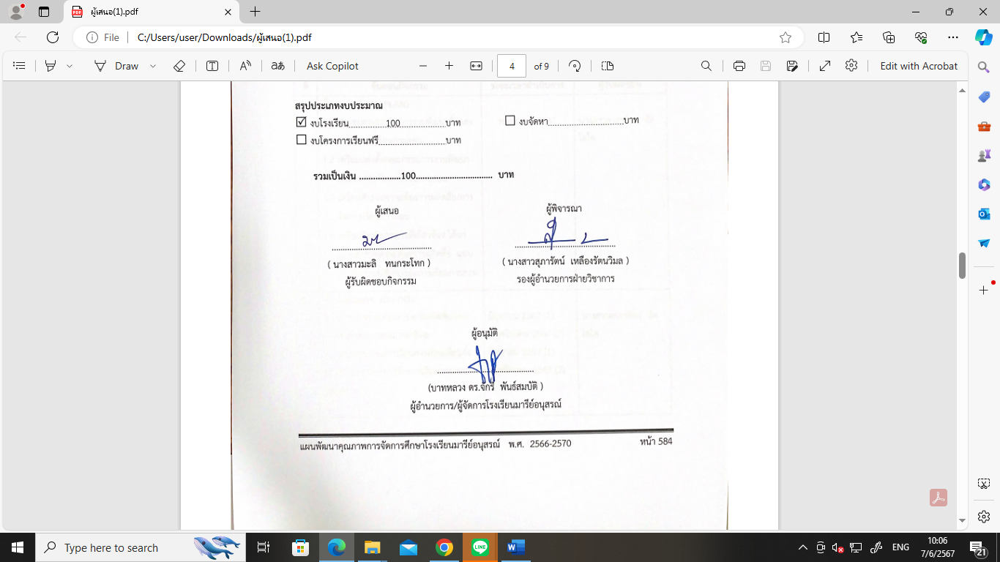 ผู้เสนอ(1).pdf
File C:/Users/user/Downloads/ผู้เสนอ(1).pdf
Draw aあ Ask Copilot 4 of 9 Edit with Acrobat
สรุปประเภทงบประมาณ
☑ งบโรงเรียน....................100........................บาท ☐ งบจัดหา.....................................บาท
☐ งบโครงการเรียนฟรี.................................บาท
รวมเป็นเงิน ..................100................................. บาท
ผู้เสนอ ผู้พิจารณา
( นางสาวมะลิ ทนกระโทก ) ( นางสาวสุภารัตน์ เหลืองรัตนวิมล )
ผู้รับผิดชอบกิจกรรม รองผู้อำนวยการฝ่ายวิชาการ
ผู้อนุมัติ
(บาทหลวง ดร.จักรี พันธ์สมบัติ )
ผู้อำนวยการ/ผู้จัดการโรงเรียนมารีย์อนุสรณ์
แผนพัฒนาคุณภาพการจัดการศึกษาโรงเรียนมารีย์อนุสรณ์ พ.ศ. 2566-2570 หน้า 584
Type here to search LINE ENG 10:06
7/6/2567 21